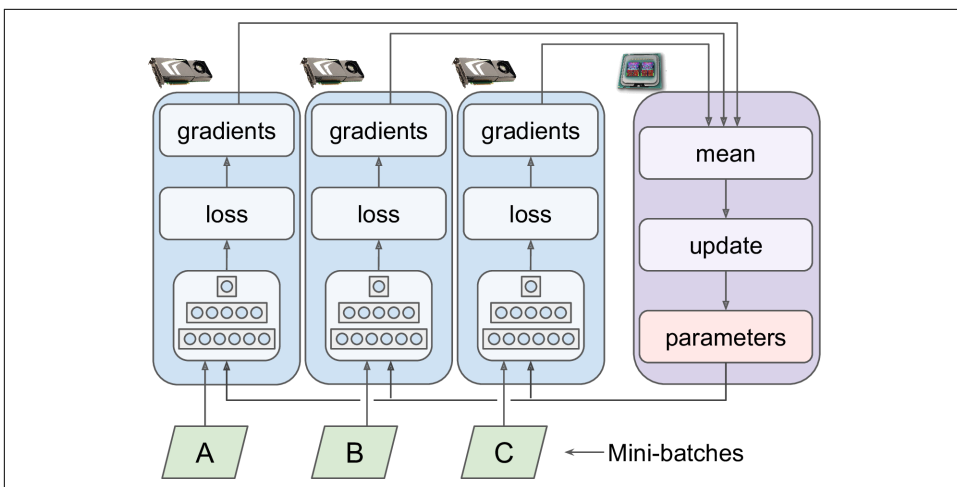 gradients
gradients
gradients
mean
loss
loss
loss
update
parameters
A
B
C
Mini-batches